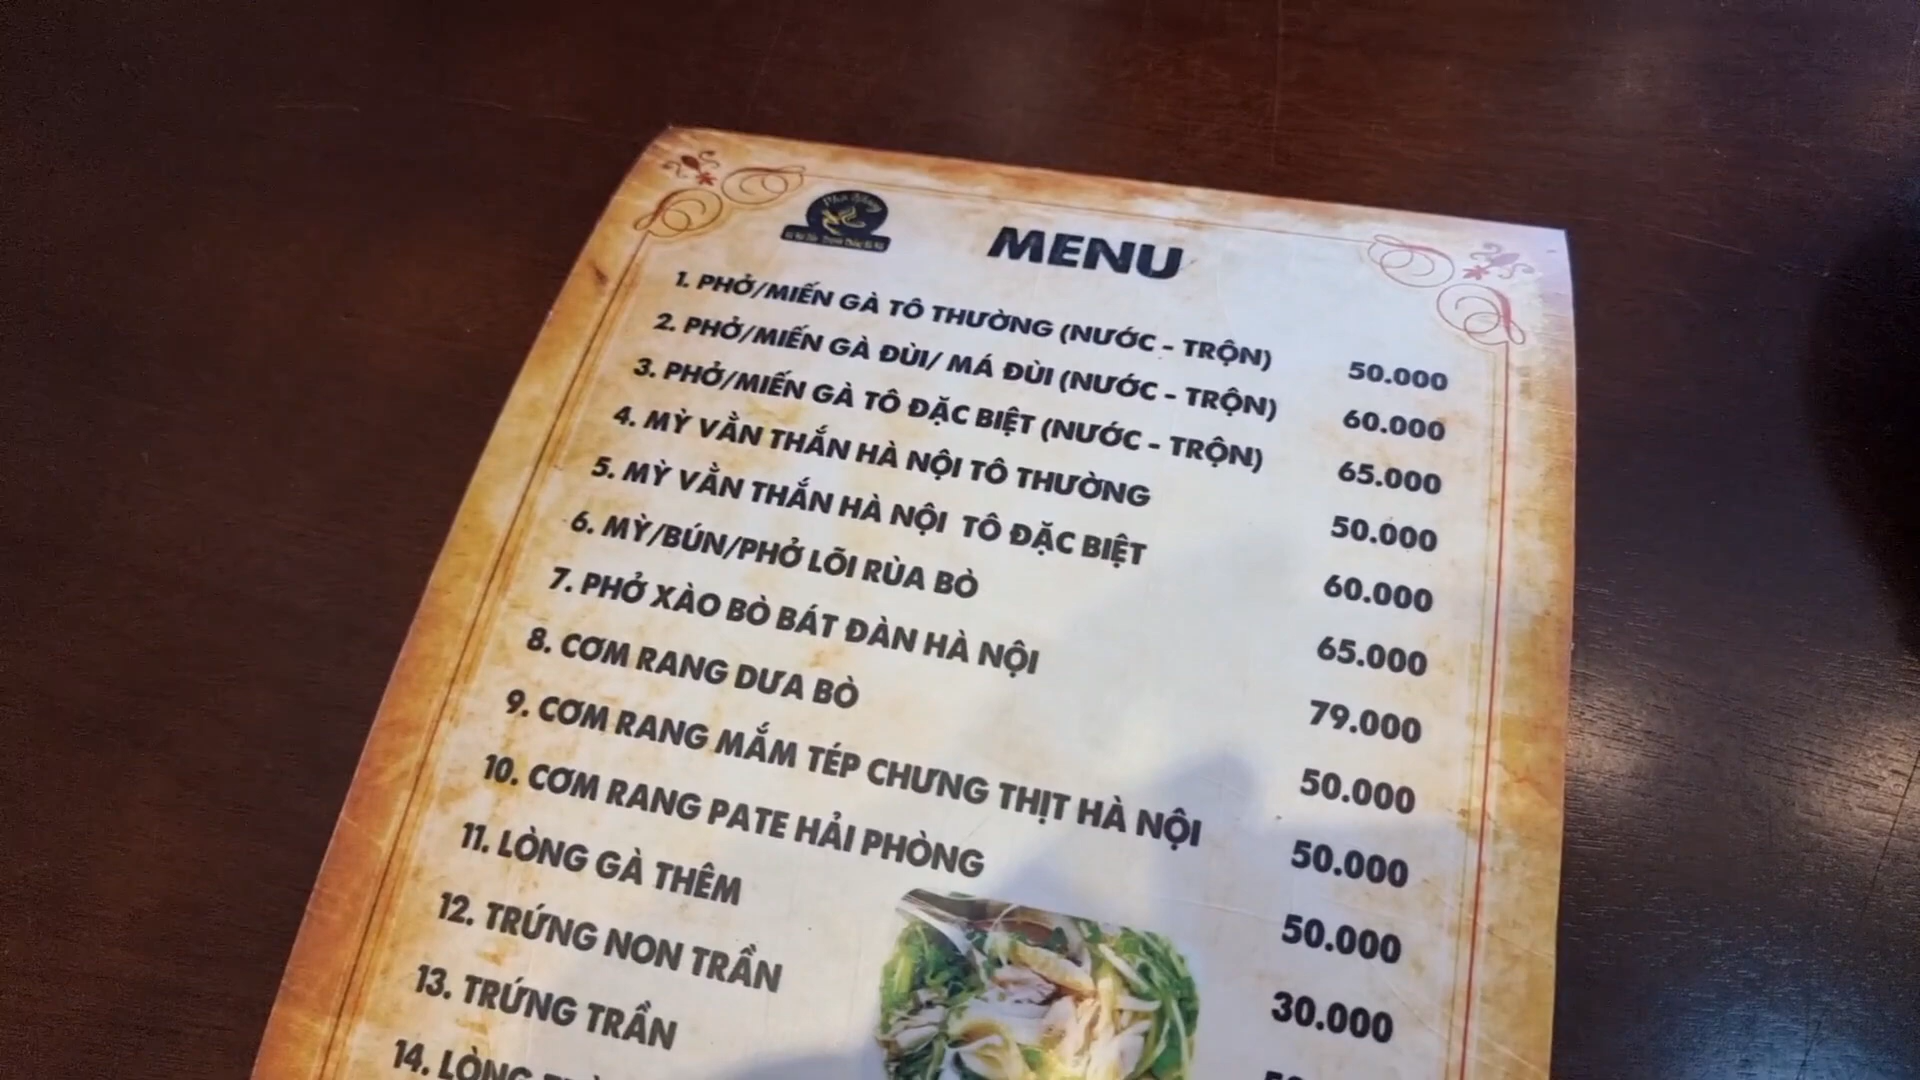 MENU
1. PHỞ/MIẾN GÀ TÔ THƯỜNG (NƯỚC - TRỘN) 50.000
2. PHỞ/MIẾN GÀ ĐÙI/ MÁ ĐÙI (NƯỚC - TRỘN) 60.000
3. PHỞ/MIẾN GÀ TÔ ĐẶC BIỆT (NƯỚC - TRỘN) 65.000
4. MỲ VẰN THẮN HÀ NỘI TÔ THƯỜNG 50.000
5. MỲ VẰN THẮN HÀ NỘI TÔ ĐẶC BIỆT 60.000
6. MỲ/BÚN/PHỞ LÕI RÙA BÒ 65.000
7. PHỞ XÀO BÒ BÁT ĐÀN HÀ NỘI 79.000
8. CƠM RANG DƯA BÒ 50.000
9. CƠM RANG MẮM TÉP CHƯNG THỊT HÀ NỘI 50.000
10. CƠM RANG PATE HẢI PHÒNG 50.000
11. LÒNG GÀ THÊM 30.000
12. TRỨNG NON TRẦN
13. TRỨNG TRẦN
14. LÒNG